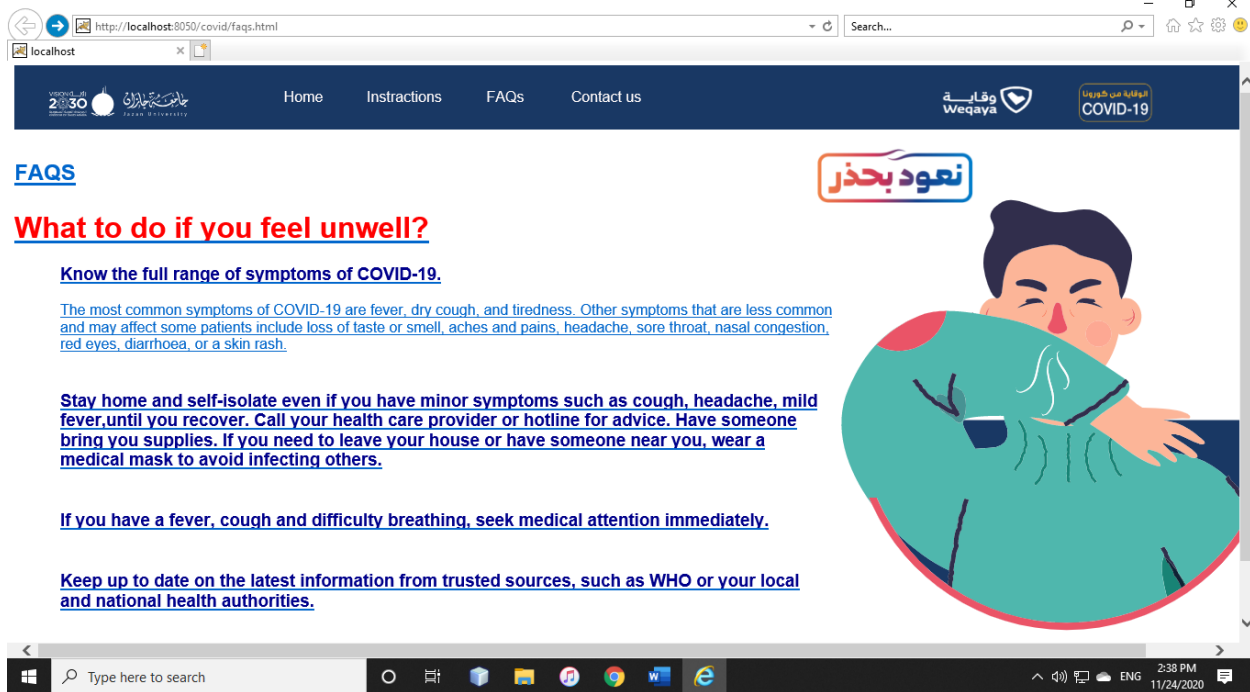 http://localhost:8050/covid/faqs.html
Search...
localhost
VISION رؤيــــة
2030
جامعة جازان
Jazan University
Home
Instractions
FAQs
Contact us
وقايــــة
Weqaya
الوقاية من كورونا
COVID-19
FAQS
نعود بحذر
What to do if you feel unwell?
Know the full range of symptoms of COVID-19.
The most common symptoms of COVID-19 are fever, dry cough, and tiredness. Other symptoms that are less common
and may affect some patients include loss of taste or smell, aches and pains, headache, sore throat, nasal congestion,
red eyes, diarrhoea, or a skin rash.
Stay home and self-isolate even if you have minor symptoms such as cough, headache, mild
fever,until you recover. Call your health care provider or hotline for advice. Have someone
bring you supplies. If you need to leave your house or have someone near you, wear a
medical mask to avoid infecting others.
If you have a fever, cough and difficulty breathing, seek medical attention immediately.
Keep up to date on the latest information from trusted sources, such as WHO or your local
and national health authorities.
Type here to search
ENG
2:38 PM
11/24/2020